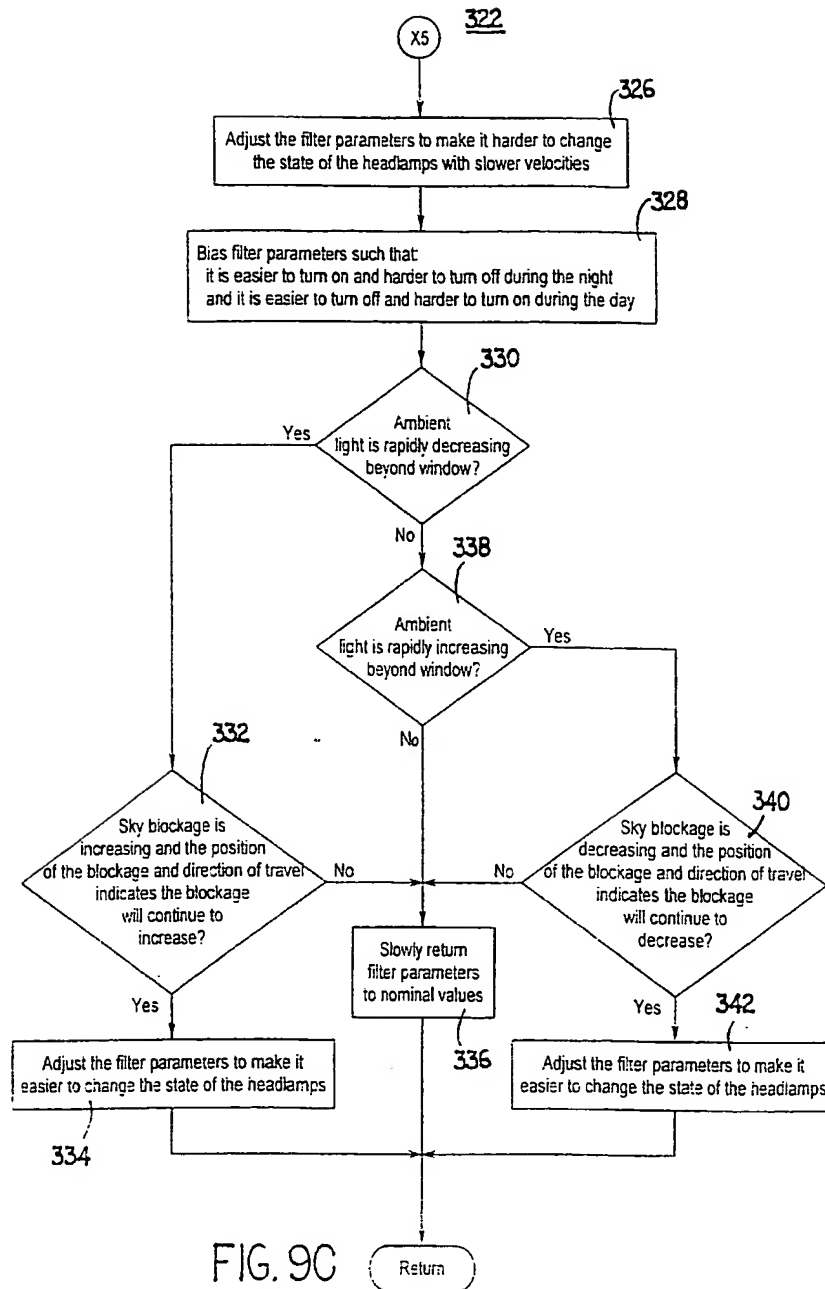 X5
322
326
Adjust the filter parameters to make it harder to change
the state of the headlamps with slower velocities
328
Bias filter parameters such that:
it is easier to turn on and harder to turn off during the night
and it is easier to turn off and harder to turn on during the day
330
Ambient
light is rapidly decreasing
beyond window?
Yes
No
338
Ambient
light is rapidly increasing
beyond window?
Yes
No
332
Sky blockage is
increasing and the position
of the blockage and direction of travel
indicates the blockage
will continue to
increase?
No
Yes
340
Sky blockage is
decreasing and the position
of the blockage and direction of travel
indicates the blockage
will continue to
decrease?
No
Yes
Slowly return
filter parameters
to nominal values
336
342
Adjust the filter parameters to make it
easier to change the state of the headlamps
334
Adjust the filter parameters to make it
easier to change the state of the headlamps
FIG. 9C
Return